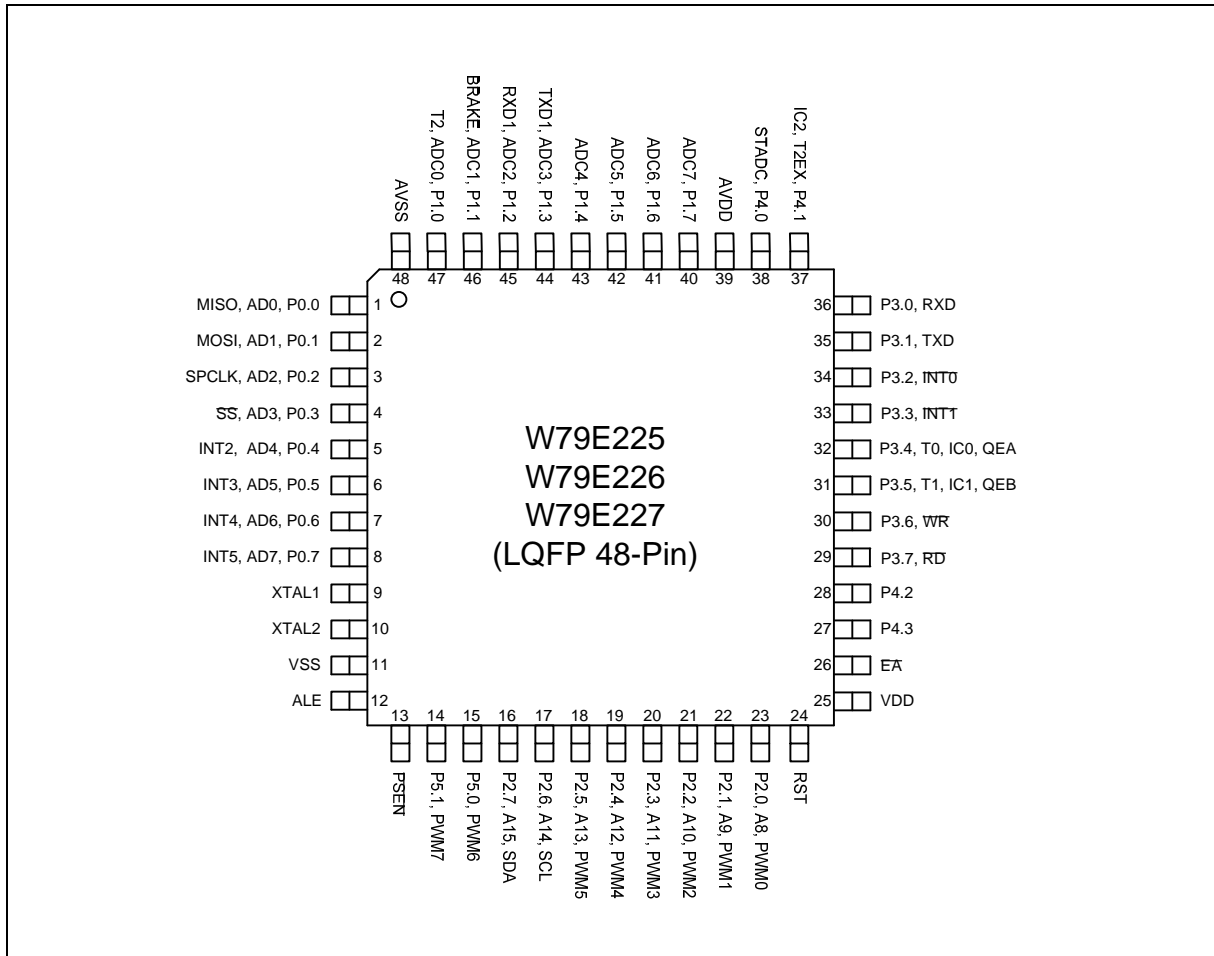 AVSS
T2, ADC0, P1.0
BRAKE, ADC1, P1.1
RXD1, ADC2, P1.2
TXD1, ADC3, P1.3
ADC4, P1.4
ADC5, P1.5
ADC6, P1.6
ADC7, P1.7
AVDD
STADC, P4.0
IC2, T2EX, P4.1
48 47 46 45 44 43 42 41 40 39 38 37
MISO, AD0, P0.0 1
MOSI, AD1, P0.1 2
SPCLK, AD2, P0.2 3
S̅S̅, AD3, P0.3 4
INT2, AD4, P0.4 5
INT3, AD5, P0.5 6
INT4, AD6, P0.6 7
INT5, AD7, P0.7 8
XTAL1 9
XTAL2 10
VSS 11
ALE 12
W79E225
W79E226
W79E227
(LQFP 48-Pin)
36 P3.0, RXD
35 P3.1, TXD
34 P3.2, I̅N̅T̅0̅
33 P3.3, I̅N̅T̅1̅
32 P3.4, T0, IC0, QEA
31 P3.5, T1, IC1, QEB
30 P3.6, W̅R̅
29 P3.7, R̅D̅
28 P4.2
27 P4.3
26 E̅A̅
25 VDD
13 14 15 16 17 18 19 20 21 22 23 24
P̅S̅E̅N̅
P5.1, PWM7
P5.0, PWM6
P2.7, A15, SDA
P2.6, A14, SCL
P2.5, A13, PWM5
P2.4, A12, PWM4
P2.3, A11, PWM3
P2.2, A10, PWM2
P2.1, A9, PWM1
P2.0, A8, PWM0
RST